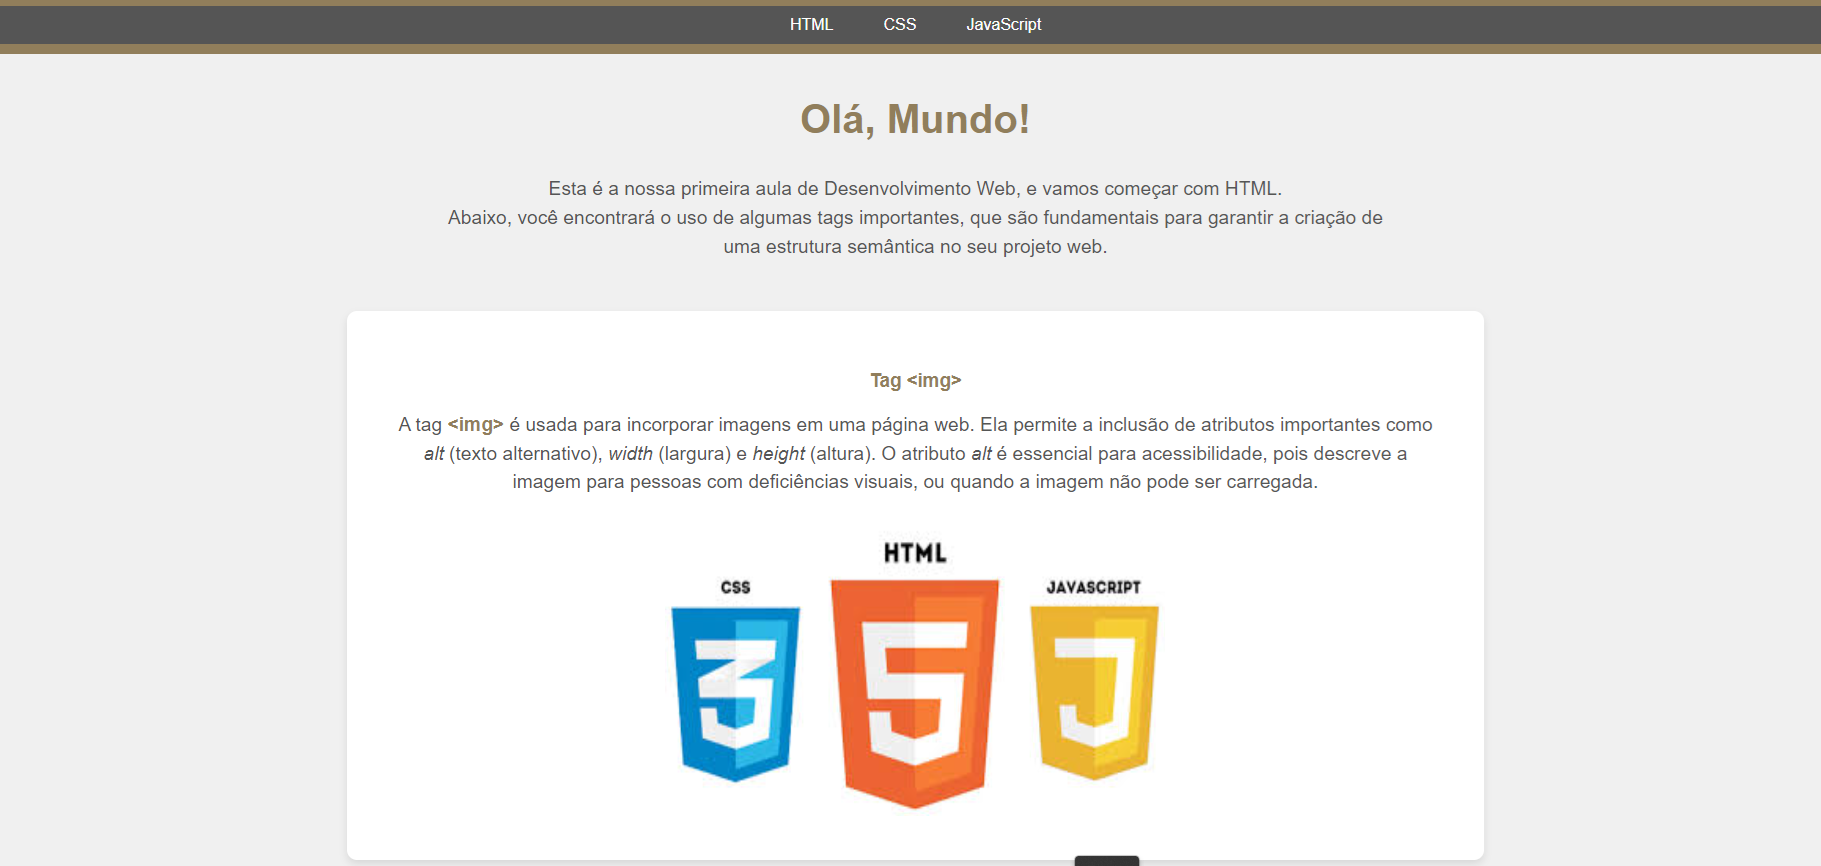 HTML CSS JavaScript
Olá, Mundo!
Esta é a nossa primeira aula de Desenvolvimento Web, e vamos começar com HTML.
Abaixo, você encontrará o uso de algumas tags importantes, que são fundamentais para garantir a criação de
uma estrutura semântica no seu projeto web.
Tag <img>
A tag <img> é usada para incorporar imagens em uma página web. Ela permite a inclusão de atributos importantes como
alt (texto alternativo), width (largura) e height (altura). O atributo alt é essencial para acessibilidade, pois descreve a
imagem para pessoas com deficiências visuais, ou quando a imagem não pode ser carregada.
HTML
CSS
JAVASCRIPT
3
5
J